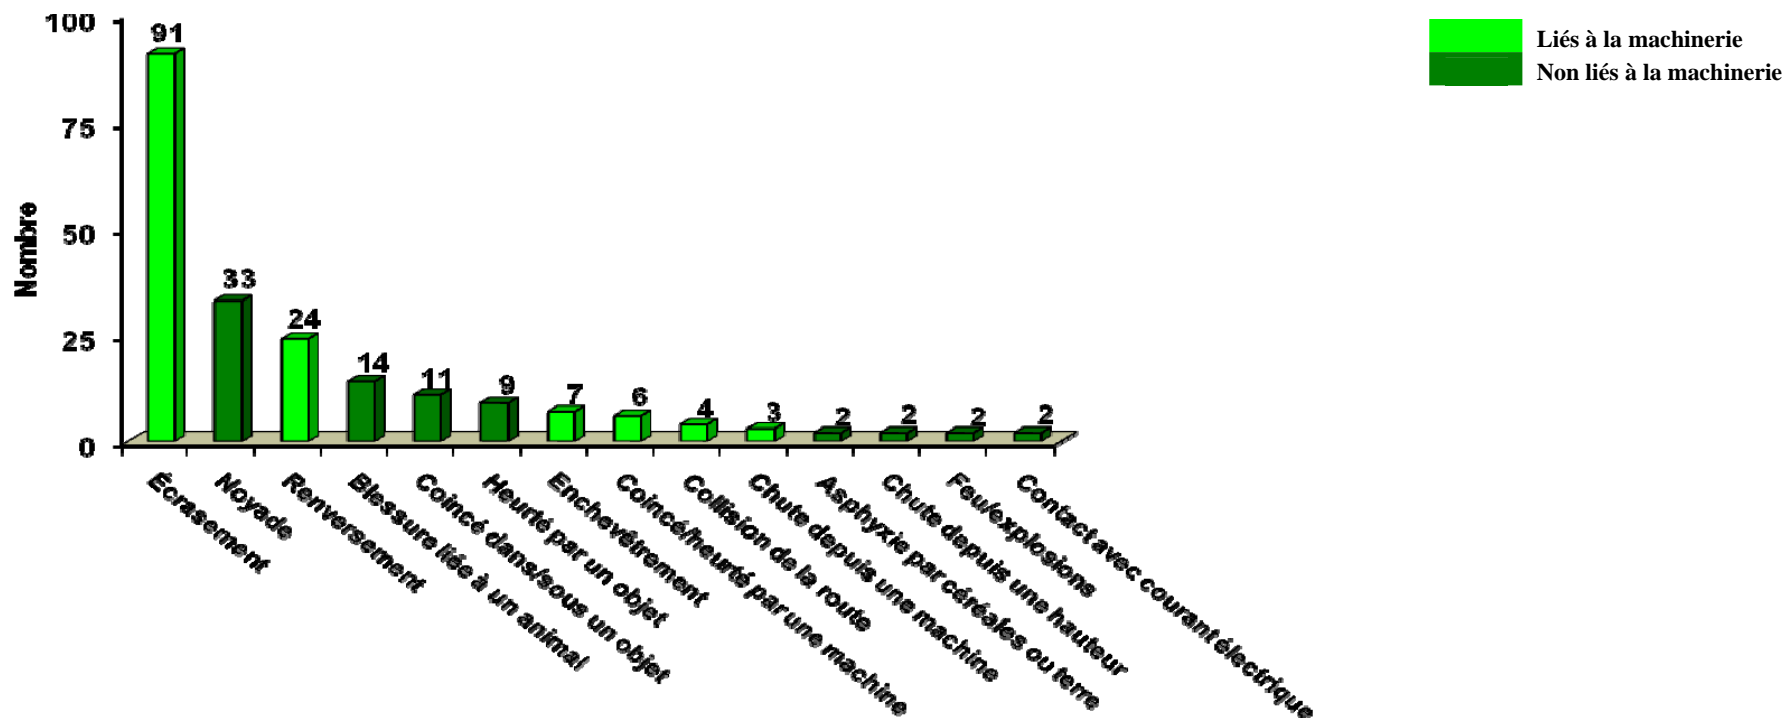 Liés à la machinerie
Non liés à la machinerie
Nombre
100
75
50
25
0
91
33
24
14
11
9
7
6
4
3
2
2
2
2
Écrasement
Noyade
Renversement
Blessure liée à un animal
Coincé dans/sous un objet
Heurté par un objet
Enchevêtrement
Coincé/heurté par une machine
Collision de la route
Chute depuis une machine
Asphyxie par céréales ou terre
Chute depuis une hauteur
Feu/explosions
Contact avec courant électrique